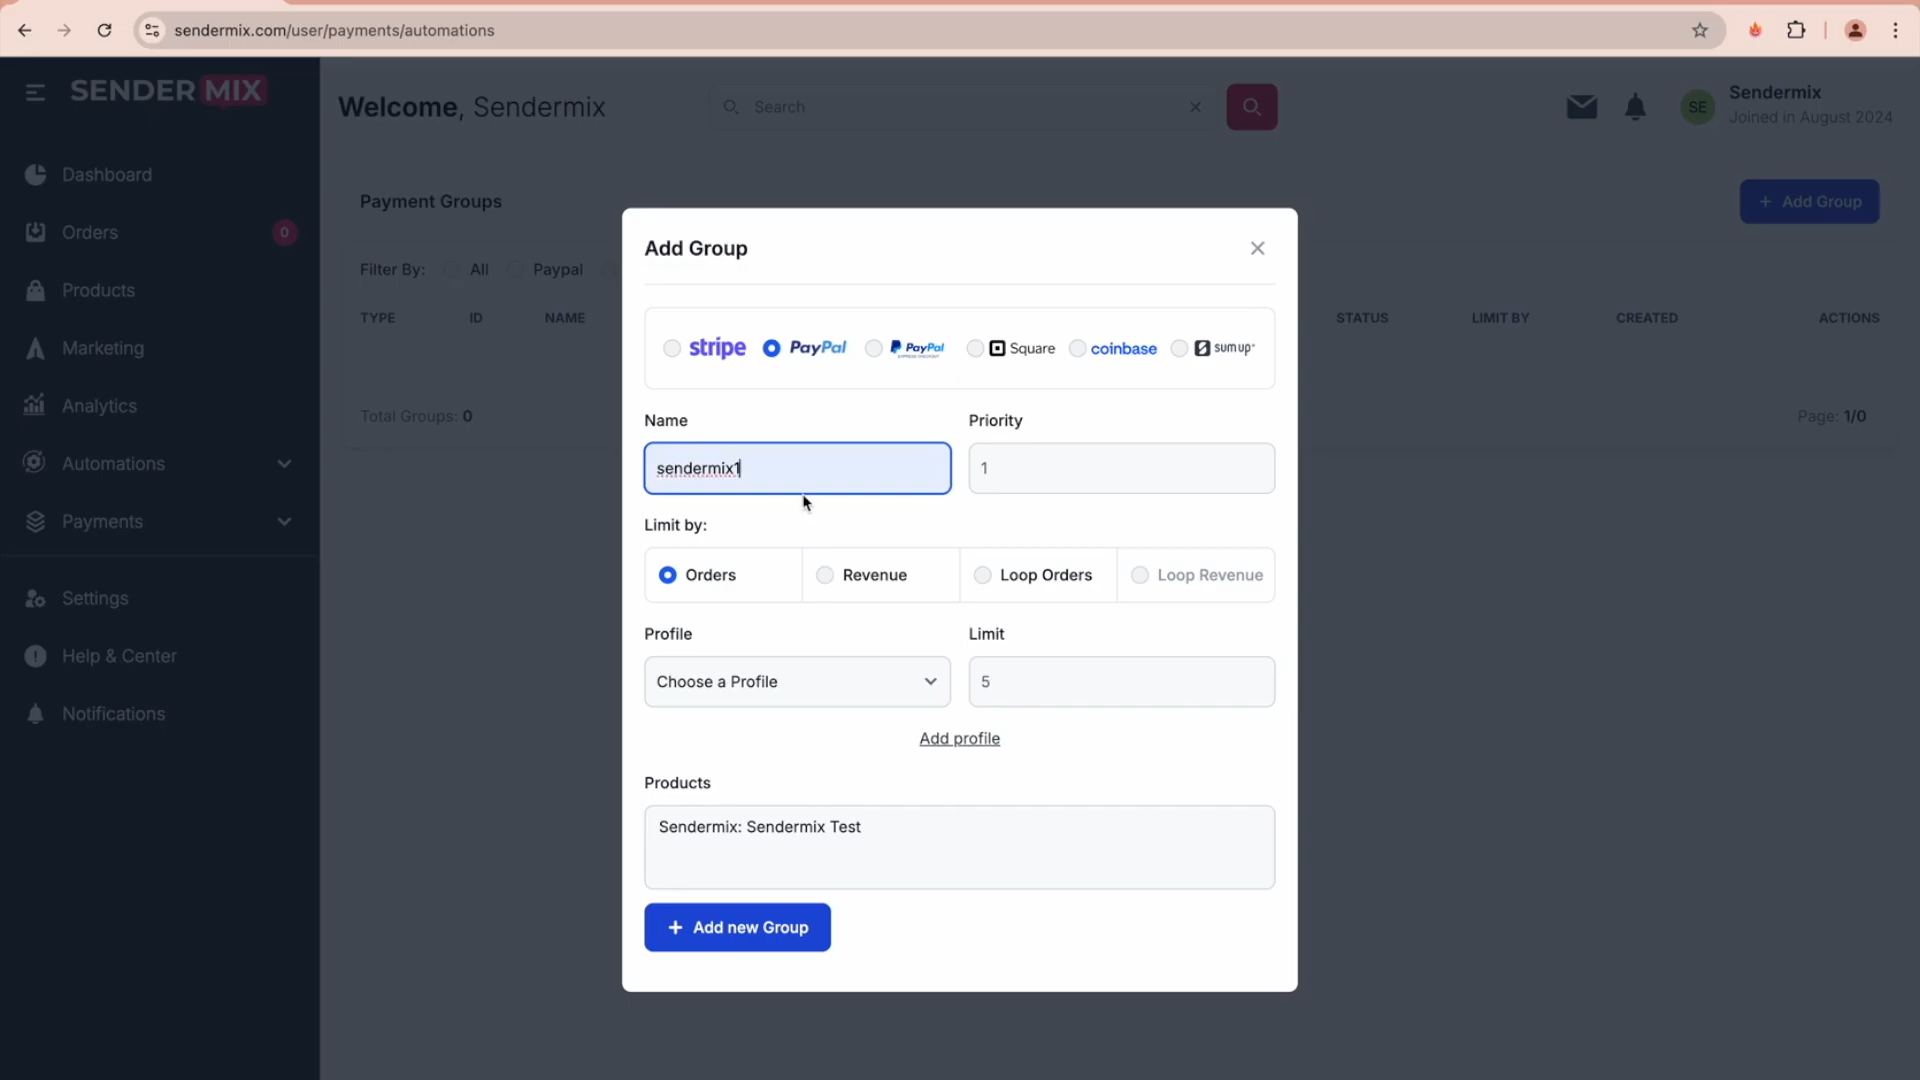 sendermix.com/user/payments/automations
SENDER MIX
Welcome, Sendermix
Search
SE
Sendermix
Joined in August 2024
Dashboard
Orders
0
Products
Marketing
Analytics
Automations
Payments
Settings
Help & Center
Notifications
Payment Groups
+ Add Group
Filter By: All Paypal
TYPE ID NAME STATUS LIMIT BY CREATED ACTIONS
Total Groups: 0
Page: 1/0
Add Group
stripe PayPal PayPal EXPRESS CHECKOUT Square coinbase sumup
Name Priority
sendermix1 1
Limit by:
Orders Revenue Loop Orders Loop Revenue
Profile Limit
Choose a Profile 5
Add profile
Products
Sendermix: Sendermix Test
+ Add new Group